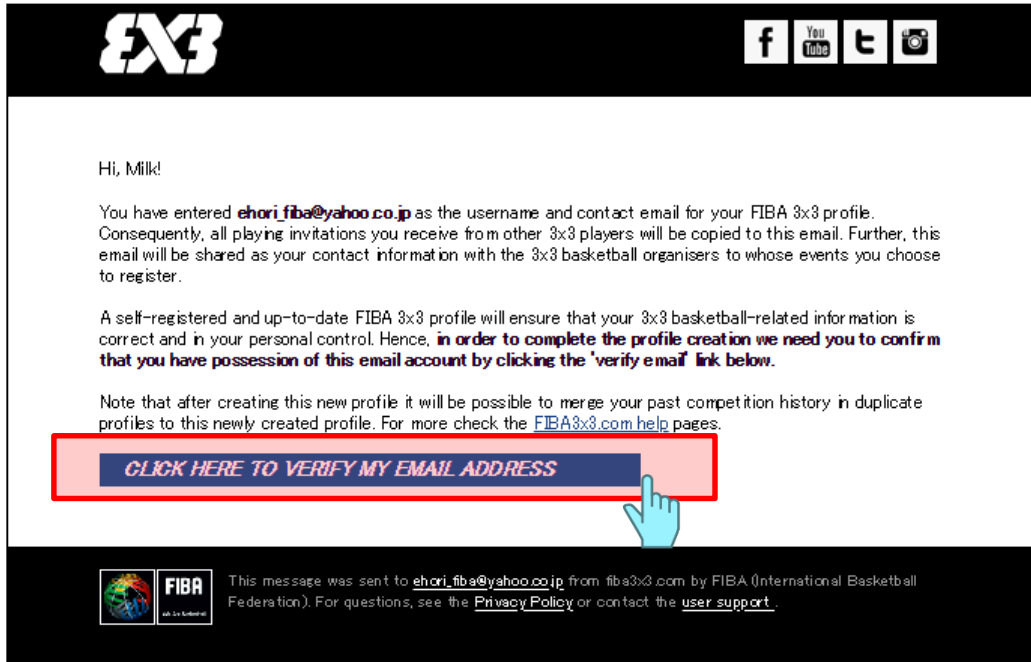 3X3
f You Tube t
Hi, Milk!
You have entered ehori_fiba@yahoo.co.jp as the username and contact email for your FIBA 3x3 profile.
Consequently, all playing invitations you receive from other 3x3 players will be copied to this email. Further, this
email will be shared as your contact information with the 3x3 basketball organisers to whose events you choose
to register.
A self-registered and up-to-date FIBA 3x3 profile will ensure that your 3x3 basketball-related information is
correct and in your personal control. Hence, in order to complete the profile creation we need you to confirm
that you have possession of this email account by clicking the 'verify email' link below.
Note that after creating this new profile it will be possible to merge your past competition history in duplicate
profiles to this newly created profile. For more check the FIBA3x3.com help pages.
CLICK HERE TO VERIFY MY EMAIL ADDRESS
FIBA
This message was sent to ehori_fiba@yahoo.co.jp from fiba3x3.com by FIBA (International Basketball
Federation). For questions, see the Privacy Policy or contact the user support .